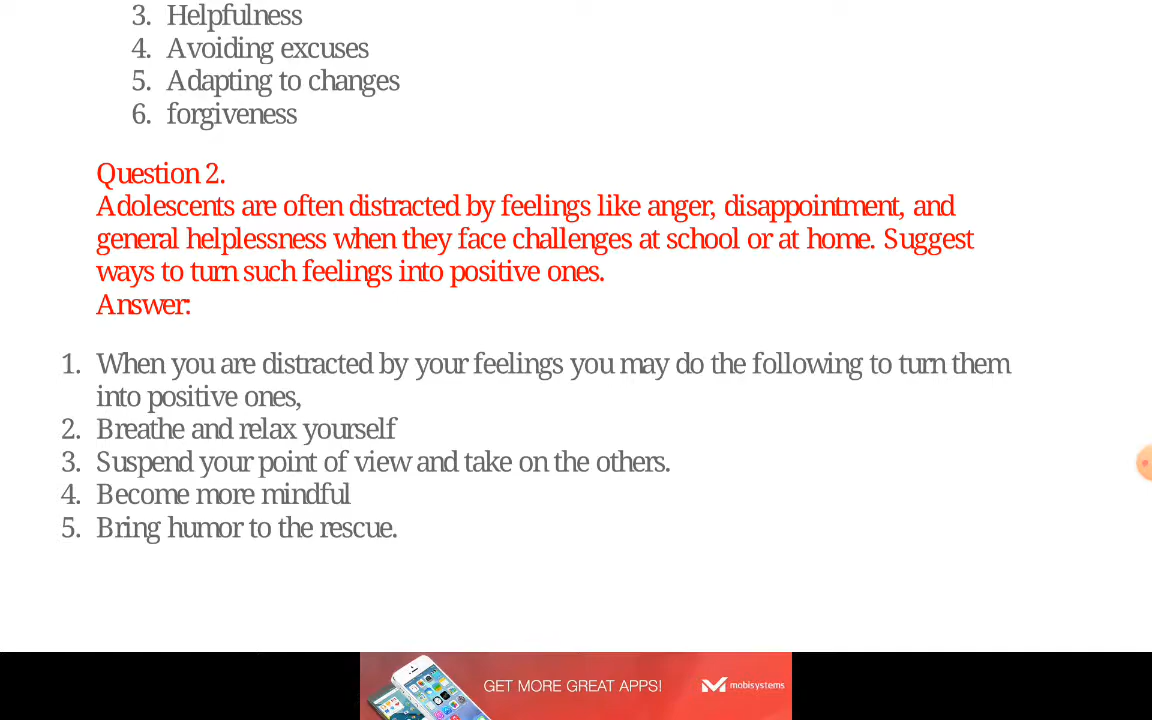 3. Helpfulness
4. Avoiding excuses
5. Adapting to changes
6. forgiveness
Question 2.
Adolescents are often distracted by feelings like anger, disappointment, and
general helplessness when they face challenges at school or at home. Suggest
ways to turn such feelings into positive ones.
Answer:
1. When you are distracted by your feelings you may do the following to turn them
into positive ones,
2. Breathe and relax yourself
3. Suspend your point of view and take on the others.
4. Become more mindful
5. Bring humor to the rescue.
GET MORE GREAT APPS! mobisystems